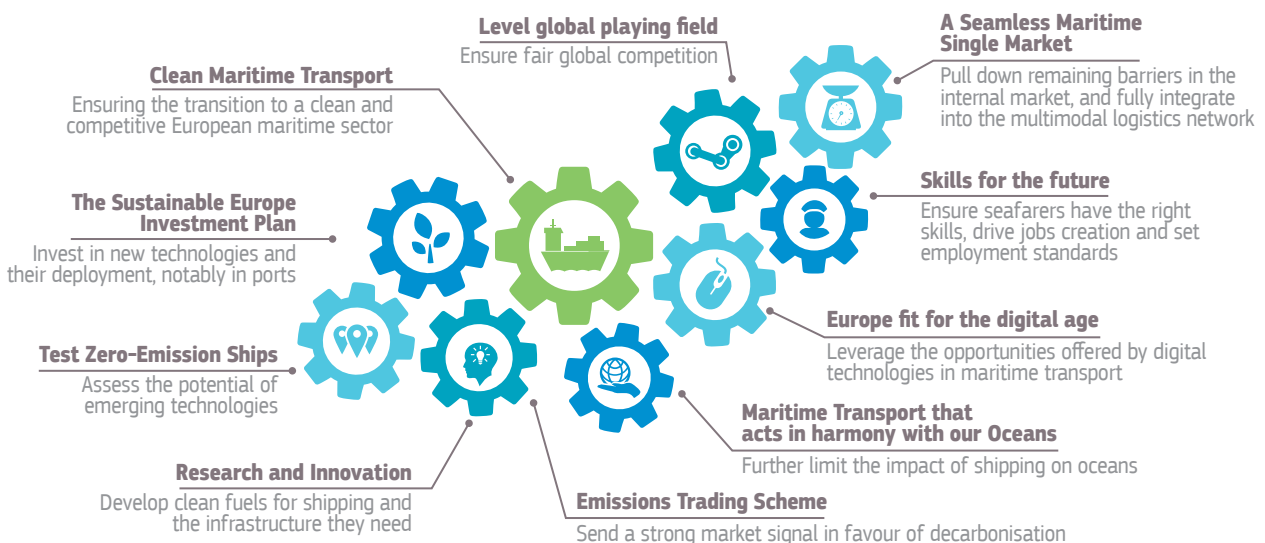 Level global playing field
Ensure fair global competition
A Seamless Maritime
Single Market
Pull down remaining barriers in the
internal market, and fully integrate
into the multimodal logistics network
Clean Maritime Transport
Ensuring the transition to a clean and
competitive European maritime sector
Skills for the future
Ensure seafarers have the right
skills, drive jobs creation and set
employment standards
The Sustainable Europe
Investment Plan
Invest in new technologies and
their deployment, notably in ports
Europe fit for the digital age
Leverage the opportunities offered by digital
technologies in maritime transport
Test Zero-Emission Ships
Assess the potential of
emerging technologies
Maritime Transport that
acts in harmony with our Oceans
Further limit the impact of shipping on oceans
Research and Innovation
Develop clean fuels for shipping and
the infrastructure they need
Emissions Trading Scheme
Send a strong market signal in favour of decarbonisation